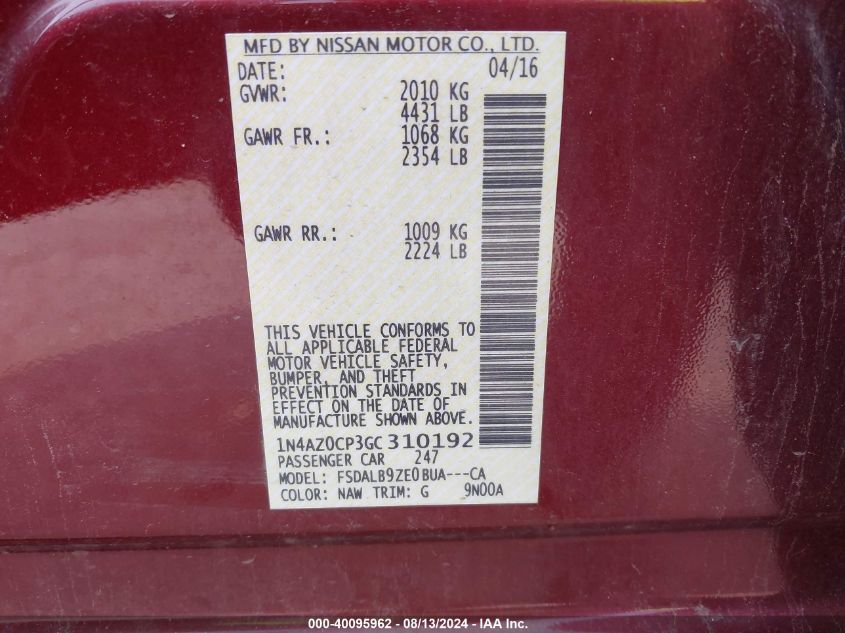 MFD BY NISSAN MOTOR CO., LTD.
DATE: 04/16
GVWR: 2010 KG
4431 LB
GAWR FR.: 1068 KG
2354 LB
GAWR RR.: 1009 KG
2224 LB
THIS VEHICLE CONFORMS TO
ALL APPLICABLE FEDERAL
MOTOR VEHICLE SAFETY,
BUMPER, AND THEFT
PREVENTION STANDARDS IN
EFFECT ON THE DATE OF
MANUFACTURE SHOWN ABOVE.
1N4AZ0CP3GC310192
PASSENGER CAR 247
MODEL: FSDALB9ZE0BUA---CA
COLOR: NAW TRIM: G 9N00A
000-40095962 - 08/13/2024 - IAA Inc.